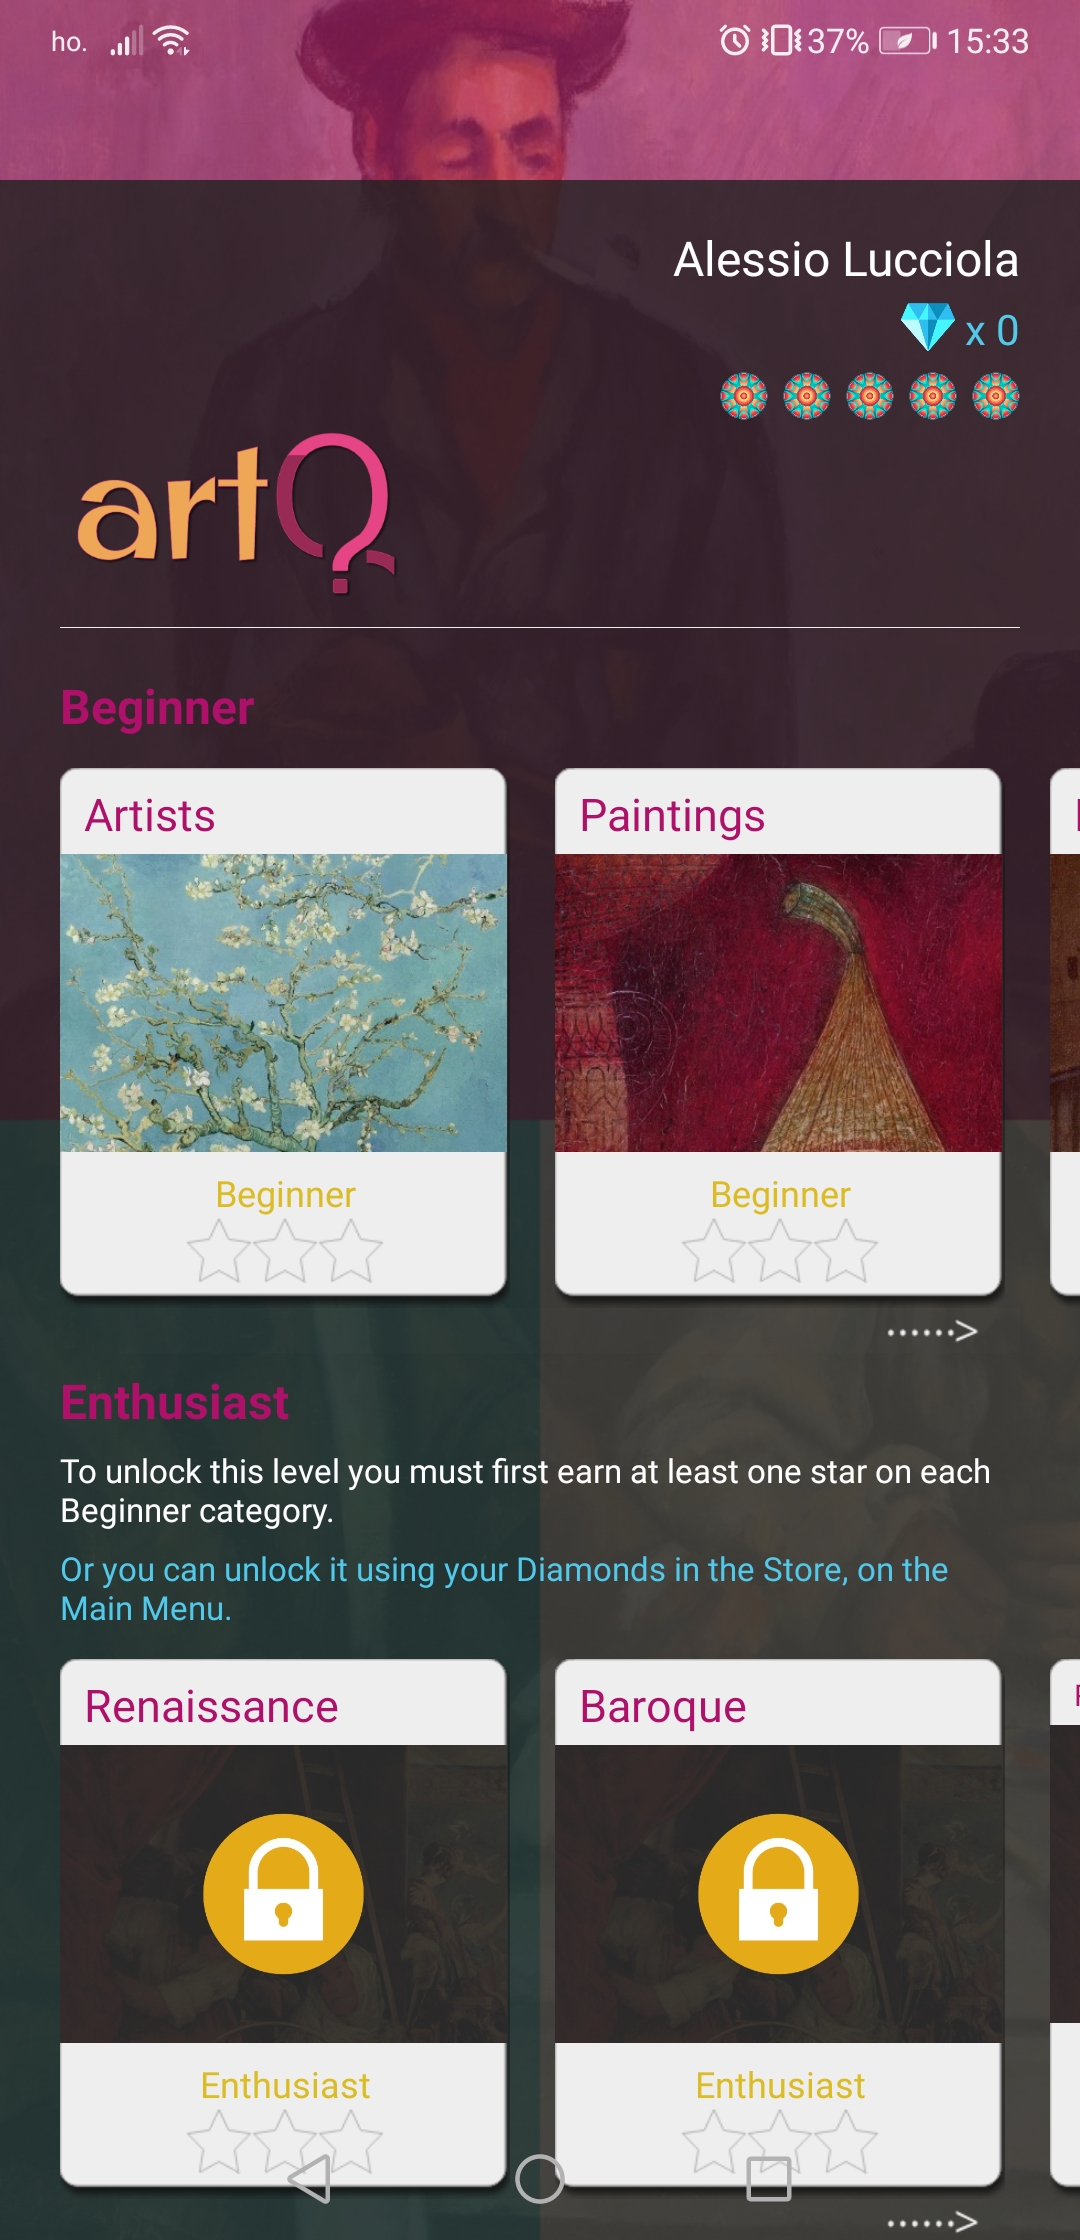 ho.
37%
15:33
Alessio Lucciola
x 0
artQ
Beginner
Artists
Paintings
Beginner
Beginner
Enthusiast
To unlock this level you must first earn at least one star on each
Beginner category.
Or you can unlock it using your Diamonds in the Store, on the
Main Menu.
Renaissance
Baroque
Enthusiast
Enthusiast